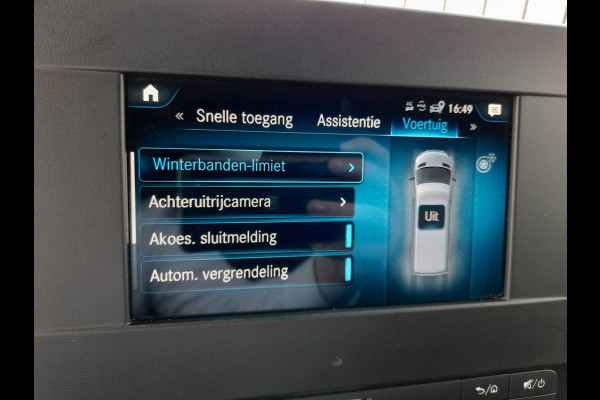 16:49
« Snelle toegang Assistentie Voertuig »
Winterbanden-limiet
Achteruitrijcamera
Uit
Akoes. sluitmelding
Autom. vergrendeling